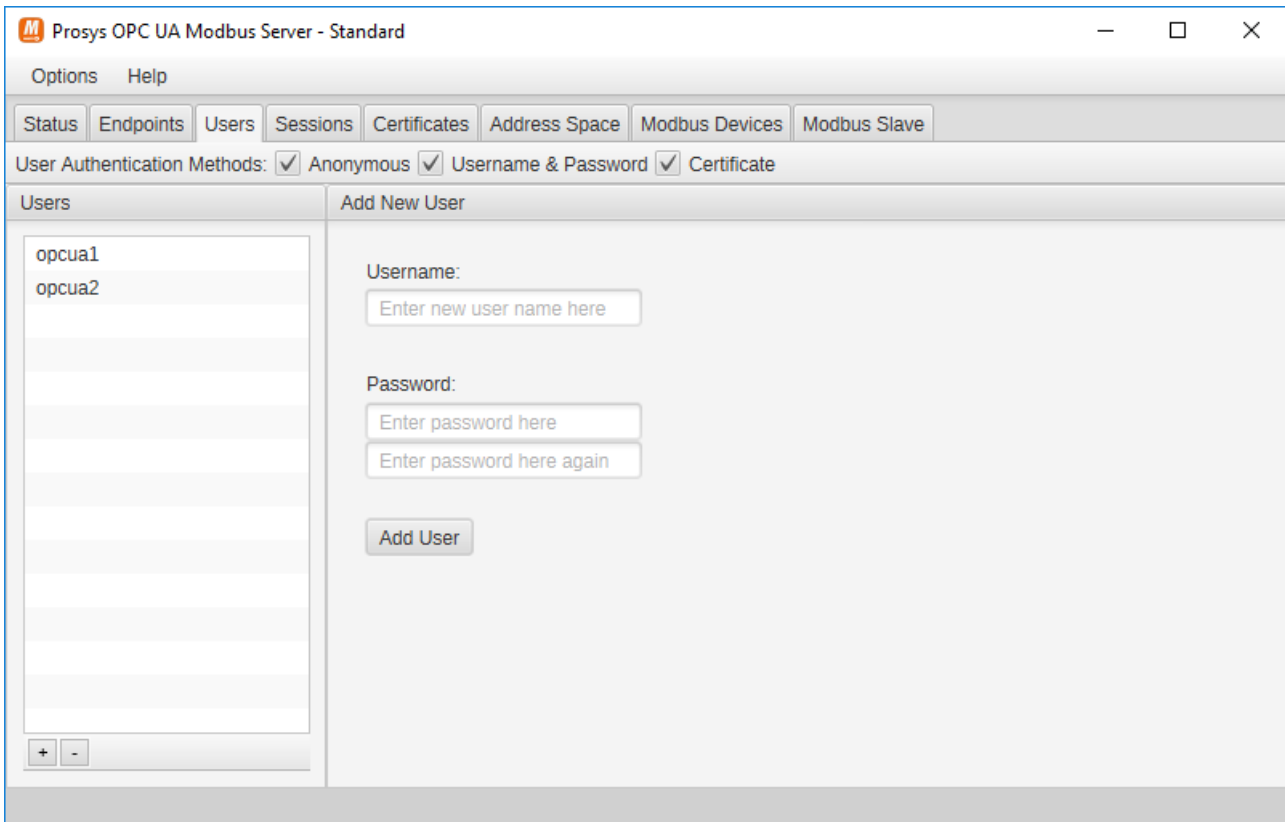 Prosys OPC UA Modbus Server - Standard
Options Help
Status Endpoints Users Sessions Certificates Address Space Modbus Devices Modbus Slave
User Authentication Methods: Anonymous Username & Password Certificate
Users
Add New User
opcua1
opcua2
Username:
Enter new user name here
Password:
Enter password here
Enter password here again
Add User
+ -